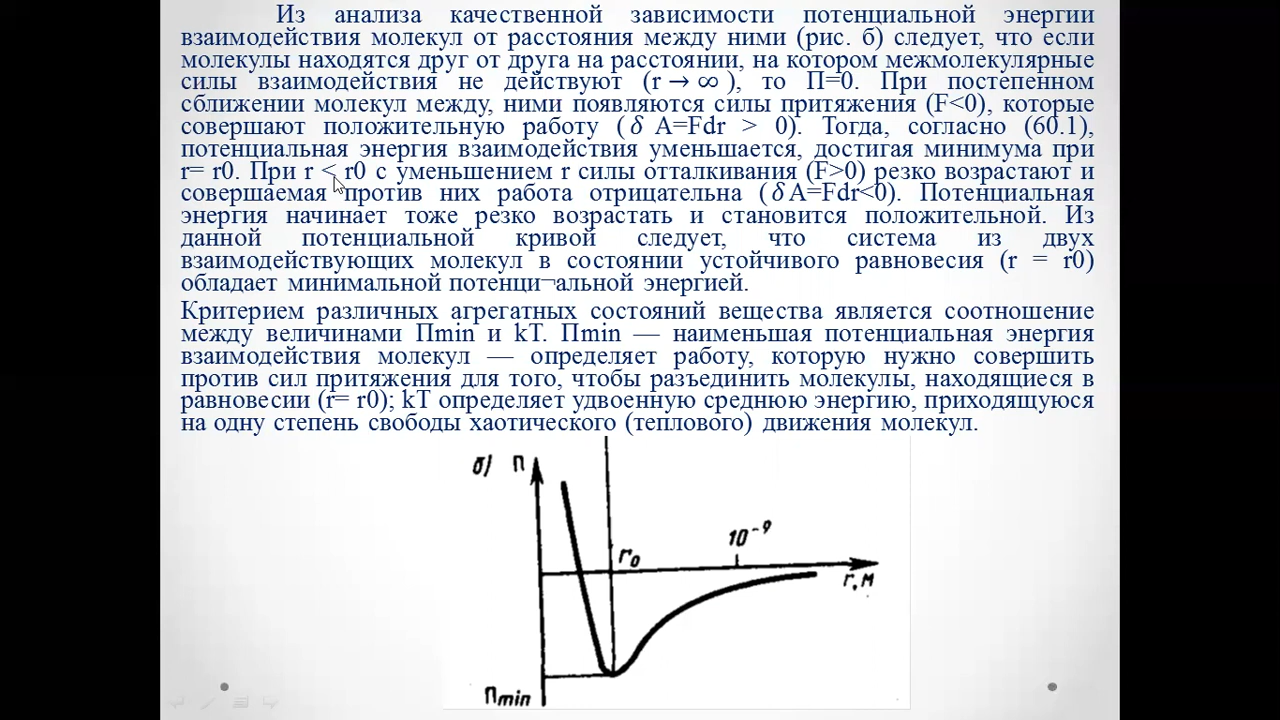 Из анализа качественной зависимости потенциальной энергии
взаимодействия молекул от расстояния между ними (рис. б) следует, что если
молекулы находятся друг от друга на расстоянии, на котором межмолекулярные
силы взаимодействия не действуют (r → ∞ ), то П=0. При постепенном
сближении молекул между, ними появляются силы притяжения (F<0), которые
совершают положительную работу ( 𝛿 A=Fdr > 0). Тогда, согласно (60.1),
потенциальная энергия взаимодействия уменьшается, достигая минимума при
r= r0. При r < r0 с уменьшением r силы отталкивания (F>0) резко возрастают и
совершаемая против них работа отрицательна ( 𝛿 A=Fdr<0). Потенциальная
энергия начинает тоже резко возрастать и становится положительной. Из
данной потенциальной кривой следует, что система из двух
взаимодействующих молекул в состоянии устойчивого равновесия (r = r0)
обладает минимальной потенци¬альной энергией.
Критерием различных агрегатных состояний вещества является соотношение
между величинами Пmin и kT. Пmin — наименьшая потенциальная энергия
взаимодействия молекул — определяет работу, которую нужно совершить
против сил притяжения для того, чтобы разъединить молекулы, находящиеся в
равновесии (r= r0); kT определяет удвоенную среднюю энергию, приходящуюся
на одну степень свободы хаотического (теплового) движения молекул.
б) П
10⁻⁹
r₀
r, м
Пmin